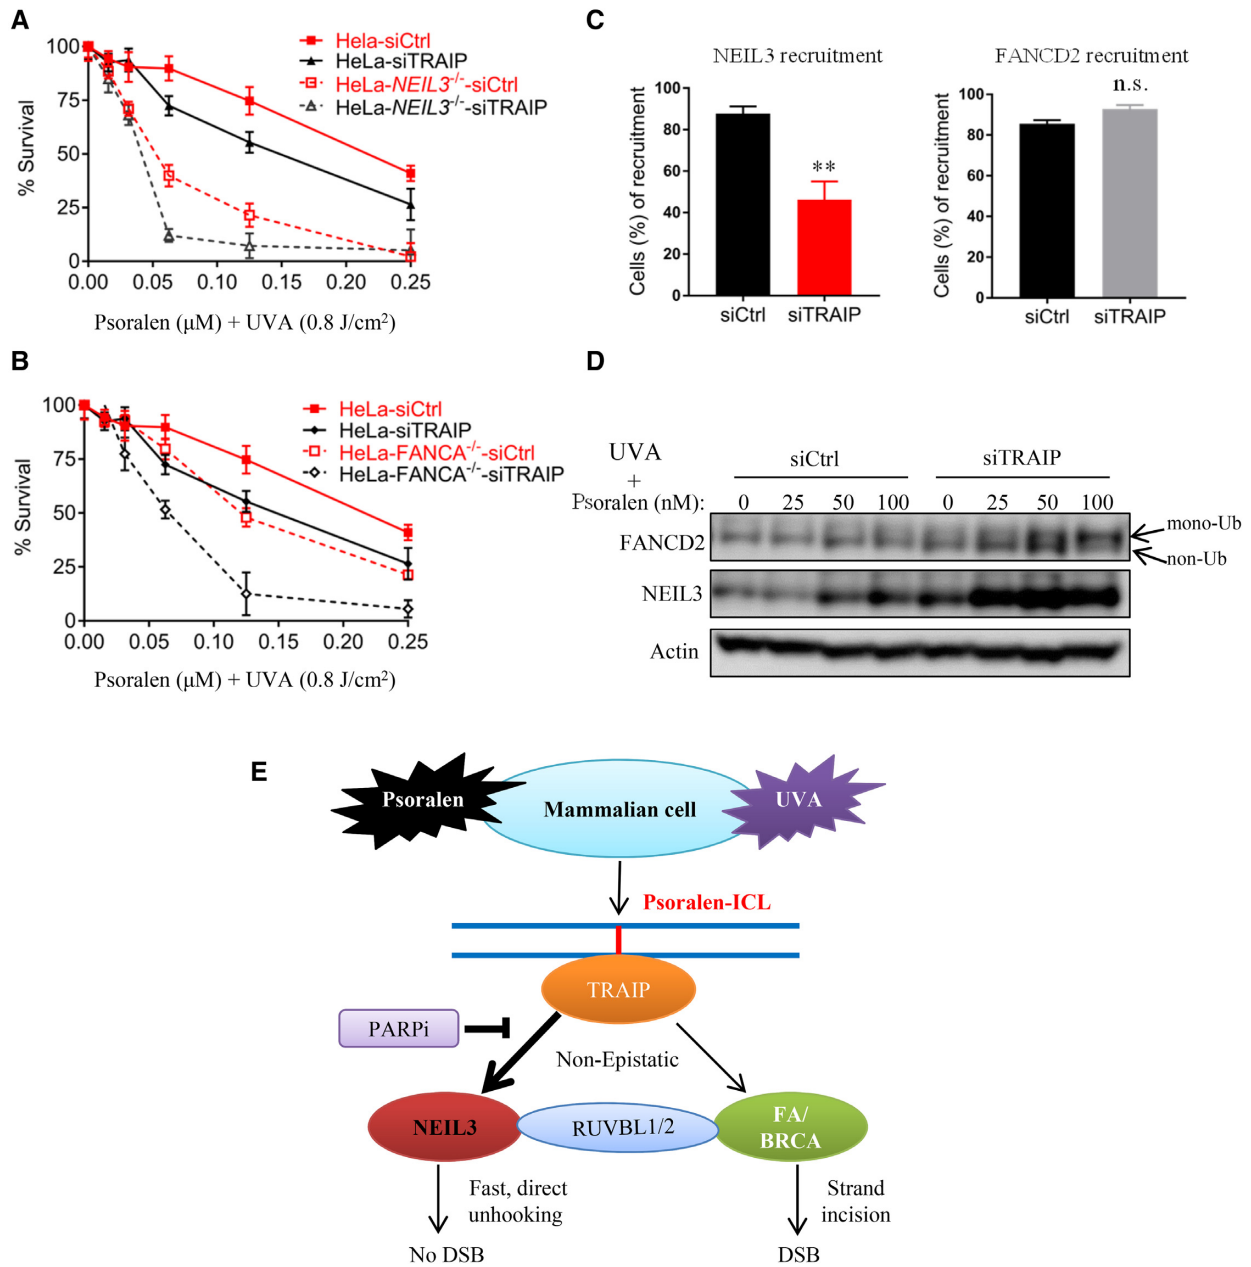 A
100
75
50
25
0
% Survival
0.00 0.05 0.10 0.15 0.20 0.25
Psoralen (μM) + UVA (0.8 J/cm²)
Hela-siCtrl
HeLa-siTRAIP
HeLa-NEIL3-/--siCtrl
HeLa-NEIL3-/--siTRAIP
B
100
75
50
25
0
% Survival
0.00 0.05 0.10 0.15 0.20 0.25
Psoralen (μM) + UVA (0.8 J/cm²)
HeLa-siCtrl
HeLa-siTRAIP
HeLa-FANCA-/--siCtrl
HeLa-FANCA-/--siTRAIP
C
NEIL3 recruitment
Cells (%) of recruitment
100
80
60
40
20
0
**
siCtrl siTRAIP
FANCD2 recruitment
n.s.
Cells (%) of recruitment
100
80
60
40
20
0
siCtrl siTRAIP
D
UVA
+
Psoralen (nM):
siCtrl siTRAIP
0 25 50 100 0 25 50 100
FANCD2
mono-Ub
non-Ub
NEIL3
Actin
E
Psoralen
Mammalian cell
UVA
Psoralen-ICL
TRAIP
PARPi
Non-Epistatic
NEIL3
RUVBL1/2
FA/
BRCA
Fast, direct
unhooking
Strand
incision
No DSB
DSB